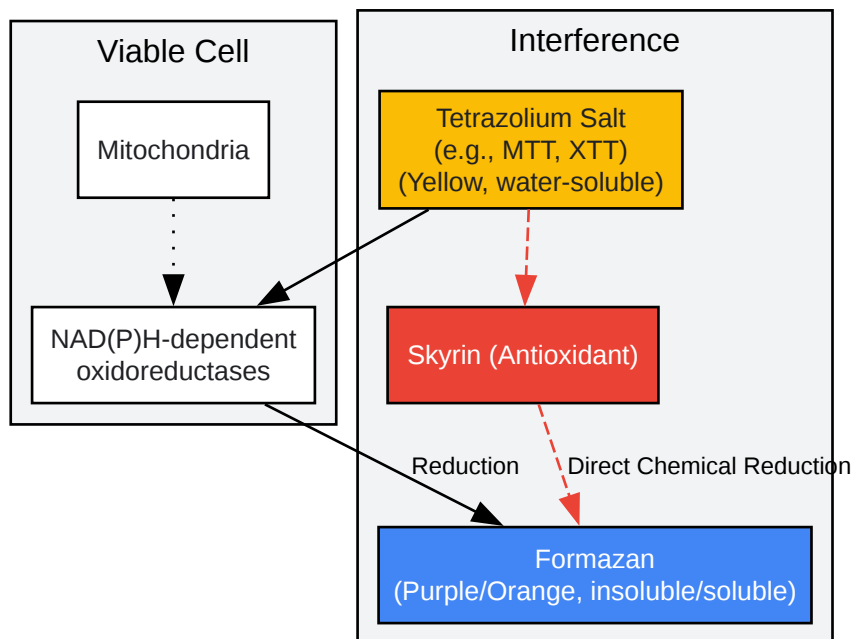 Viable Cell
Interference
Mitochondria
Tetrazolium Salt
(e.g., MTT, XTT)
(Yellow, water-soluble)
NAD(P)H-dependent
oxidoreductases
Skyrin (Antioxidant)
Reduction
Direct Chemical Reduction
Formazan
(Purple/Orange, insoluble/soluble)